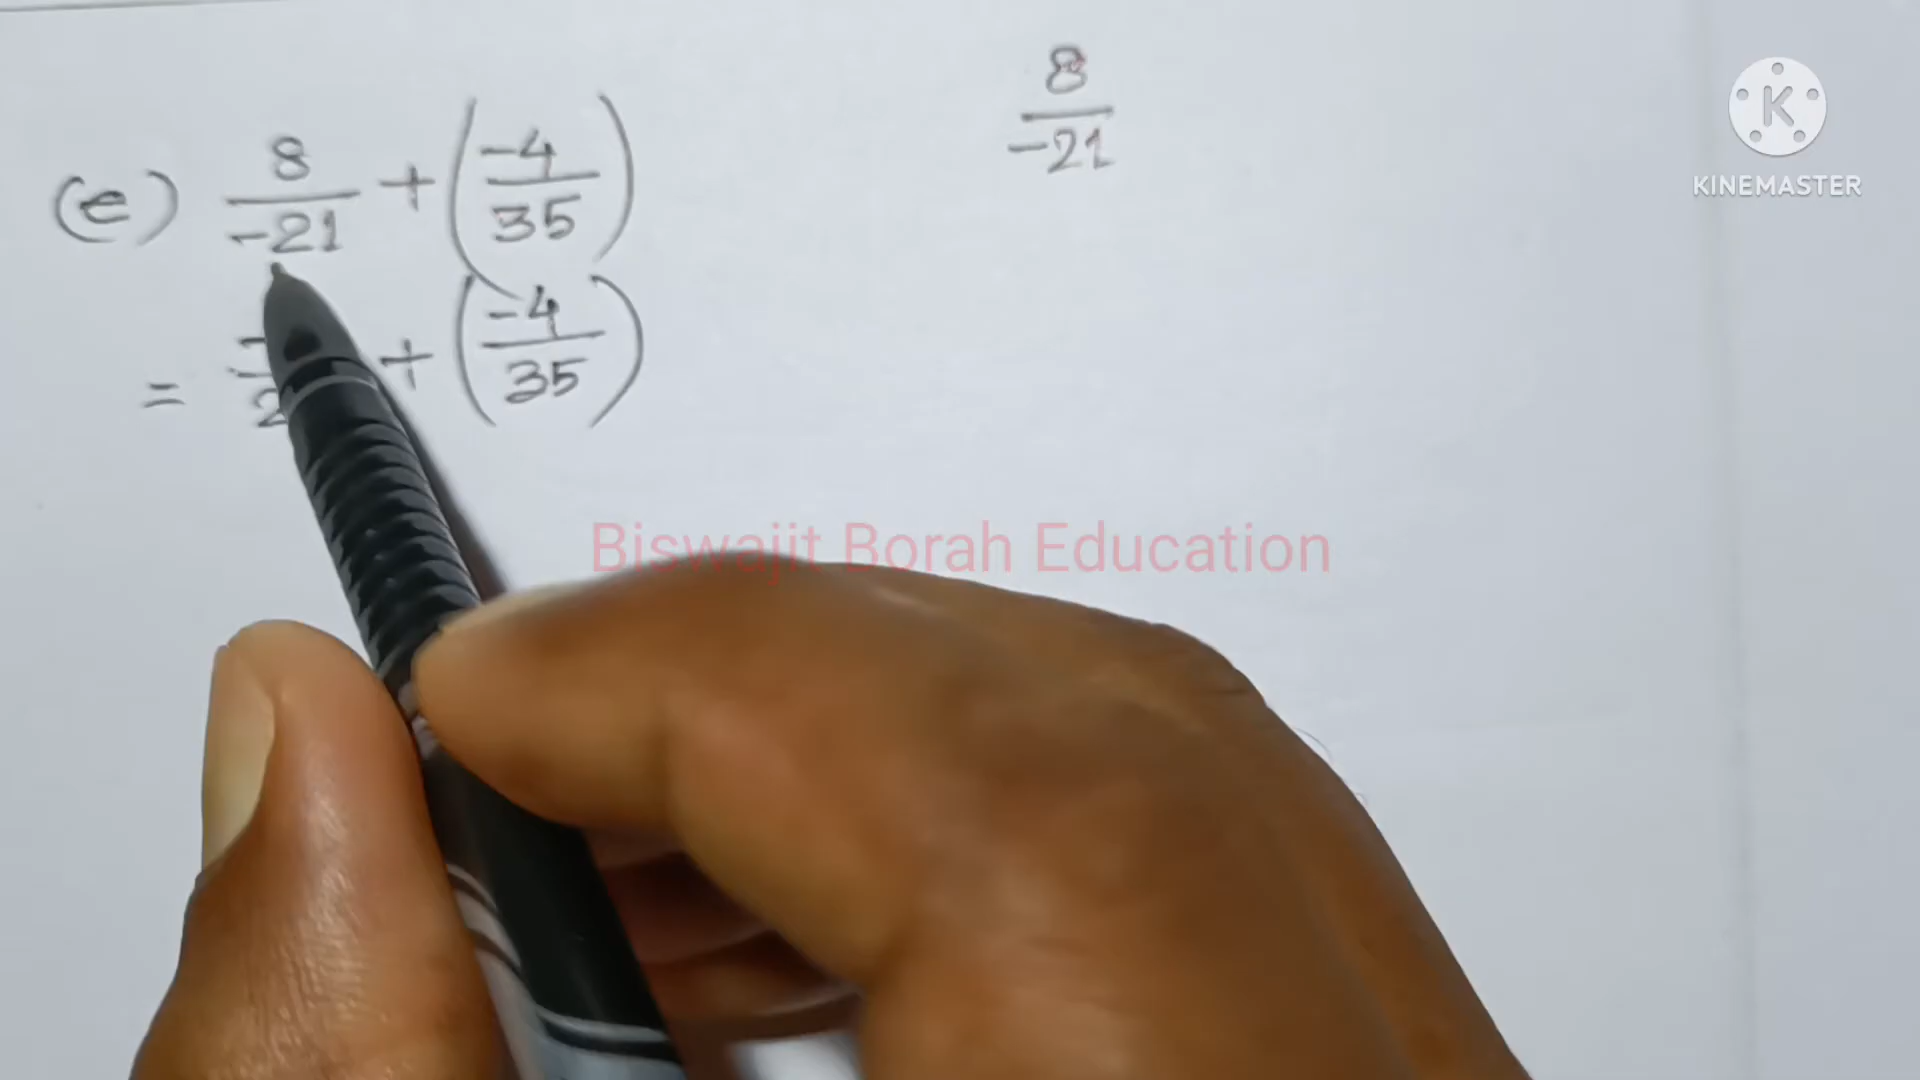 (e) 8/-21 + (-4/35)
= + (-4/35)
8/-21
KINEMASTER
Biswajit Borah Education